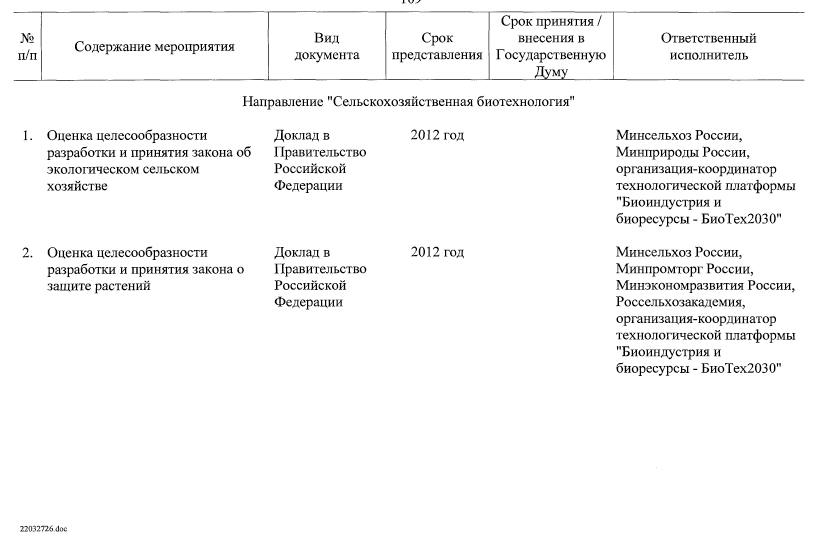 № п/п
Содержание мероприятия
Вид документа
Срок представления
Срок принятия / внесения в Государственную Думу
Ответственный исполнитель
Направление "Сельскохозяйственная биотехнология"
1. Оценка целесообразности Доклад в 2012 год Минсельхоз России,
разработки и принятия закона об Правительство Минприроды России,
экологическом сельском Российской организация-координатор
хозяйстве Федерации технологической платформы
"Биоиндустрия и
биоресурсы - БиоТех2030"
2. Оценка целесообразности Доклад в 2012 год Минсельхоз России,
разработки и принятия закона о Правительство Минпромторг России,
защите растений Российской Минэкономразвития России,
Федерации Россельхозакадемия,
организация-координатор
технологической платформы
"Биоиндустрия и
биоресурсы - БиоТех2030"
22032726.doc